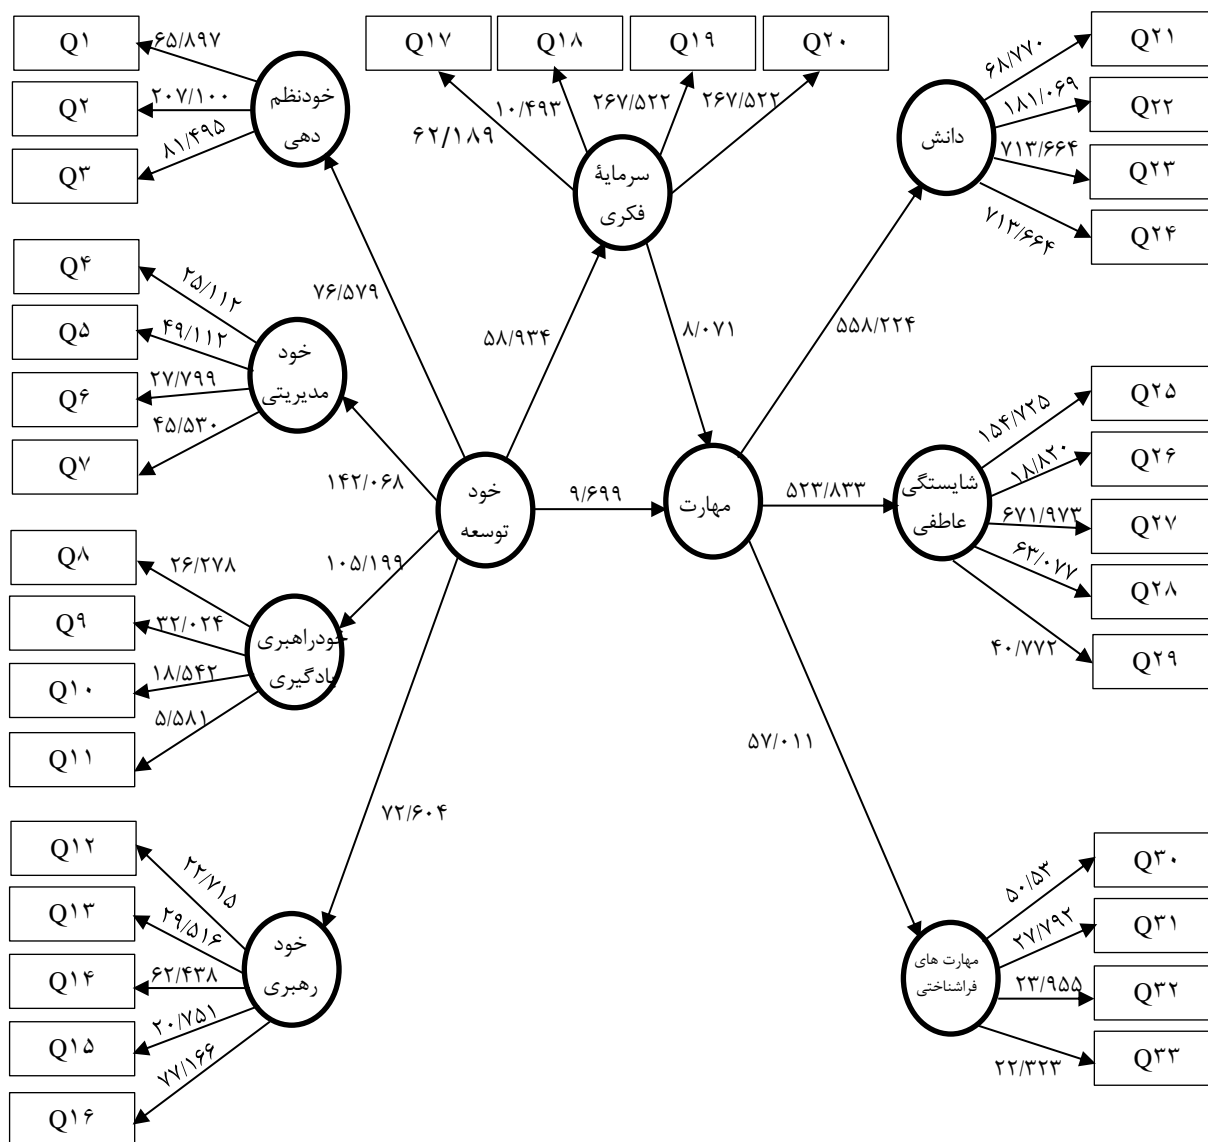 Q۱
Q۲
Q۳
۶۵/۸۹۷
۲۰۷/۱۰۰
۸۱/۴۹۵
خودنظم
دهی
Q۱۷
Q۱۸
Q۱۹
Q۲۰
۶۲/۱۸۹
۱۰/۴۹۳
۲۶۷/۵۲۲
۲۶۷/۵۲۲
سرمایۀ
فکری
Q۲۱
Q۲۲
Q۲۳
Q۲۴
۶۸/۷۷۰
۱۸۱/۰۶۹
۷۱۳/۶۶۴
۷۱۳/۶۶۴
دانش
Q۴
Q۵
Q۶
Q۷
۲۵/۱۱۲
۴۹/۱۱۲
۲۷/۷۹۹
۴۵/۵۳۰
خود
مدیریتی
۷۶/۵۷۹
۵۸/۹۳۴
۸/۰۷۱
۵۵۸/۲۲۴
۱۴۲/۰۶۸
۱۰۵/۱۹۹
خود
توسعه
۹/۶۹۹
مهارت
۵۲۳/۸۳۳
شایستگی
عاطفی
۱۵۴/۷۲۵
۱۸/۸۲۰
۶۷۱/۹۷۳
۶۳/۰۷۷
۴۰/۷۷۲
Q۲۵
Q۲۶
Q۲۷
Q۲۸
Q۲۹
Q۸
Q۹
Q۱۰
Q۱۱
۲۶/۲۷۸
۳۲/۰۲۴
۱۸/۵۴۲
۵/۵۸۱
خودراهبری
یادگیری
۷۲/۶۰۴
۵۷/۰۱۱
Q۱۲
Q۱۳
Q۱۴
Q۱۵
Q۱۶
۲۲/۷۱۵
۲۹/۵۱۶
۶۲/۴۳۸
۲۰/۷۵۱
۷۷/۱۶۶
خود
رهبری
مهارت های
فراشناختی
۵۰/۵۳
۲۷/۷۹۲
۲۳/۹۵۵
۲۲/۳۲۳
Q۳۰
Q۳۱
Q۳۲
Q۳۳